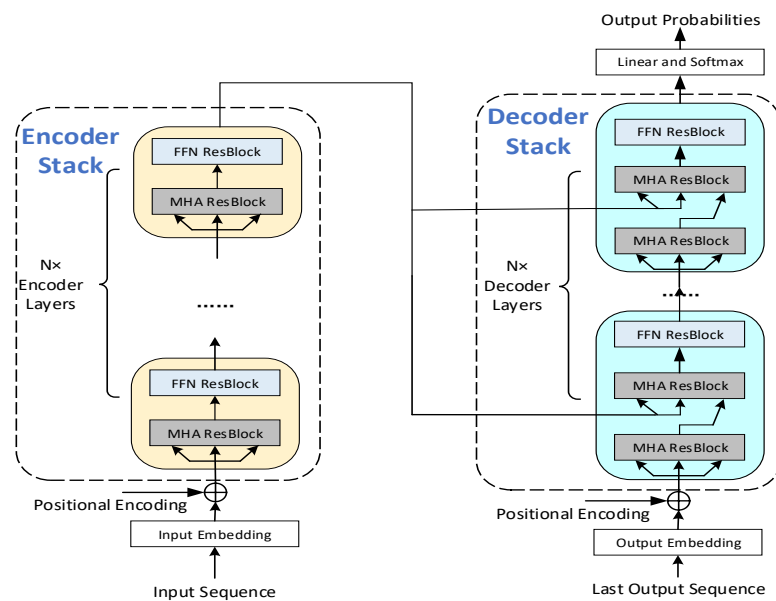 Output Probabilities
Linear and Softmax
Encoder
Stack
FFN ResBlock
MHA ResBlock
N×
Encoder
Layers
......
FFN ResBlock
MHA ResBlock
Positional Encoding
Input Embedding
Input Sequence
Decoder
Stack
FFN ResBlock
MHA ResBlock
MHA ResBlock
N×
Decoder
Layers
......
FFN ResBlock
MHA ResBlock
MHA ResBlock
Positional Encoding
Output Embedding
Last Output Sequence